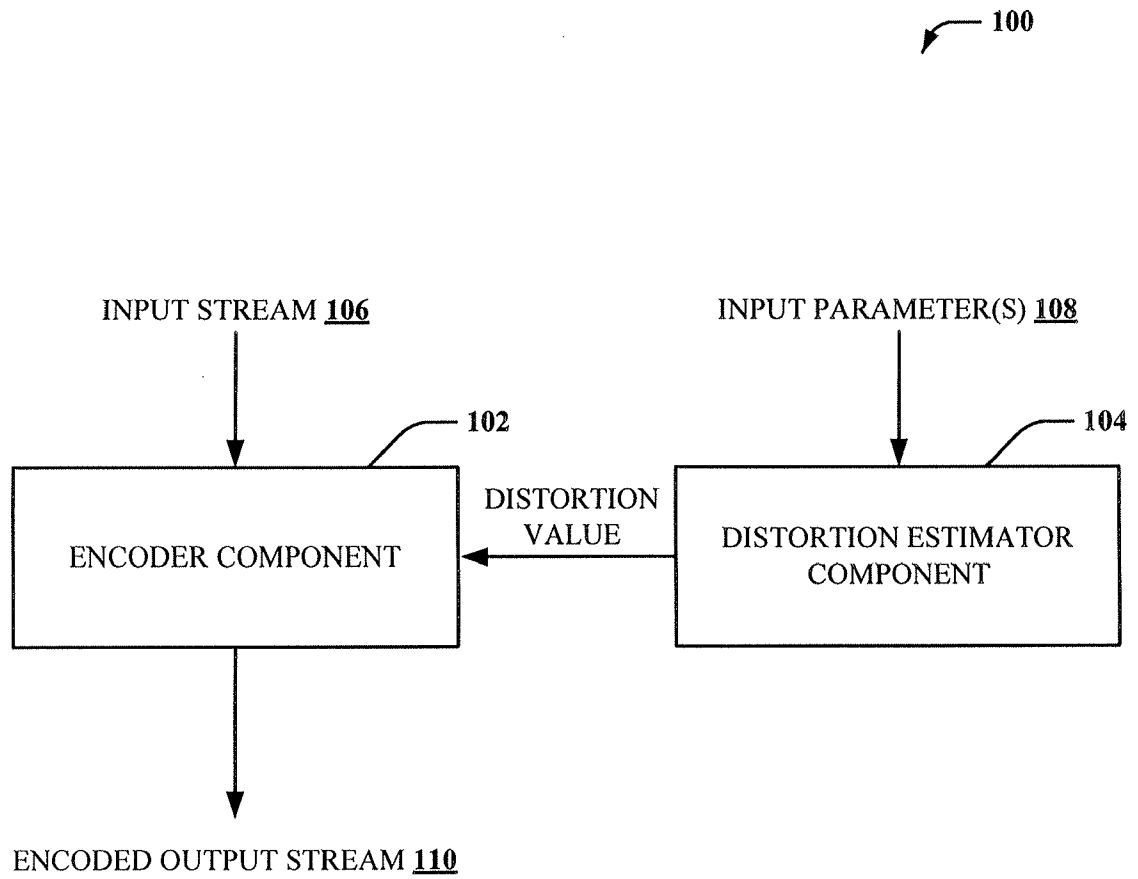 100
INPUT STREAM 106
INPUT PARAMETER(S) 108
102
104
ENCODER COMPONENT
DISTORTION
VALUE
DISTORTION ESTIMATOR
COMPONENT
ENCODED OUTPUT STREAM 110